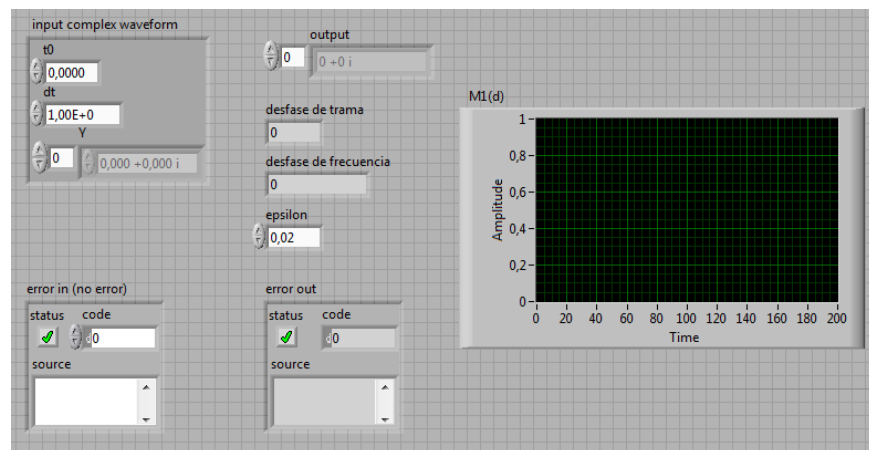 input complex waveform
t0
0,0000
dt
1,00E+0
Y
0
0,000 +0,000 i
output
0
0 +0 i
desfase de trama
0
desfase de frecuencia
0
epsilon
0,02
error in (no error)
status code
d0
source
error out
status code
d0
source
M1(d)
Amplitude
1
0,8
0,6
0,4
0,2
0
0 20 40 60 80 100 120 140 160 180 200
Time